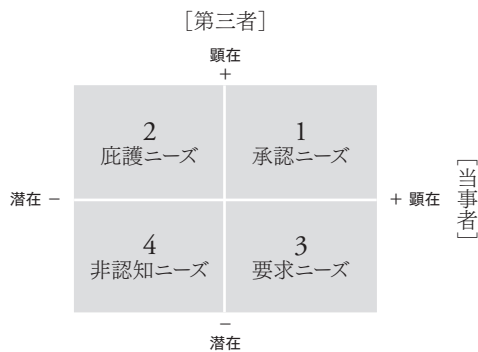 ［第三者］
顕在
+
2
庇護ニーズ
1
承認ニーズ
潜在 −
+ 顕在
［当事者］
4
非認知ニーズ
3
要求ニーズ
−
潜在